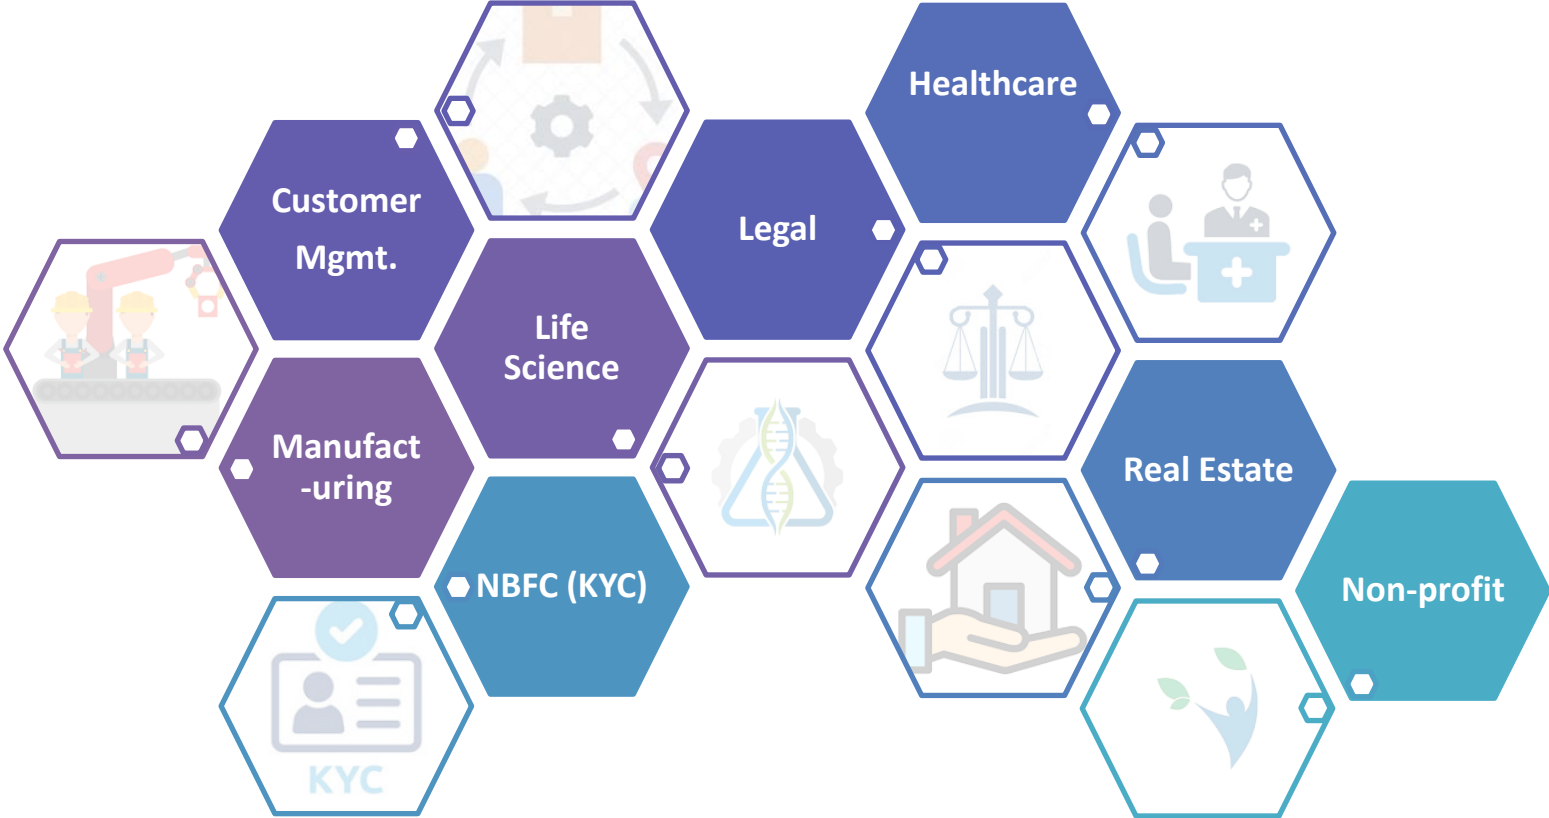 Healthcare
Customer
Mgmt.
Legal
Life
Science
Manufact
-uring
Real Estate
NBFC (KYC)
Non-profit
KYC